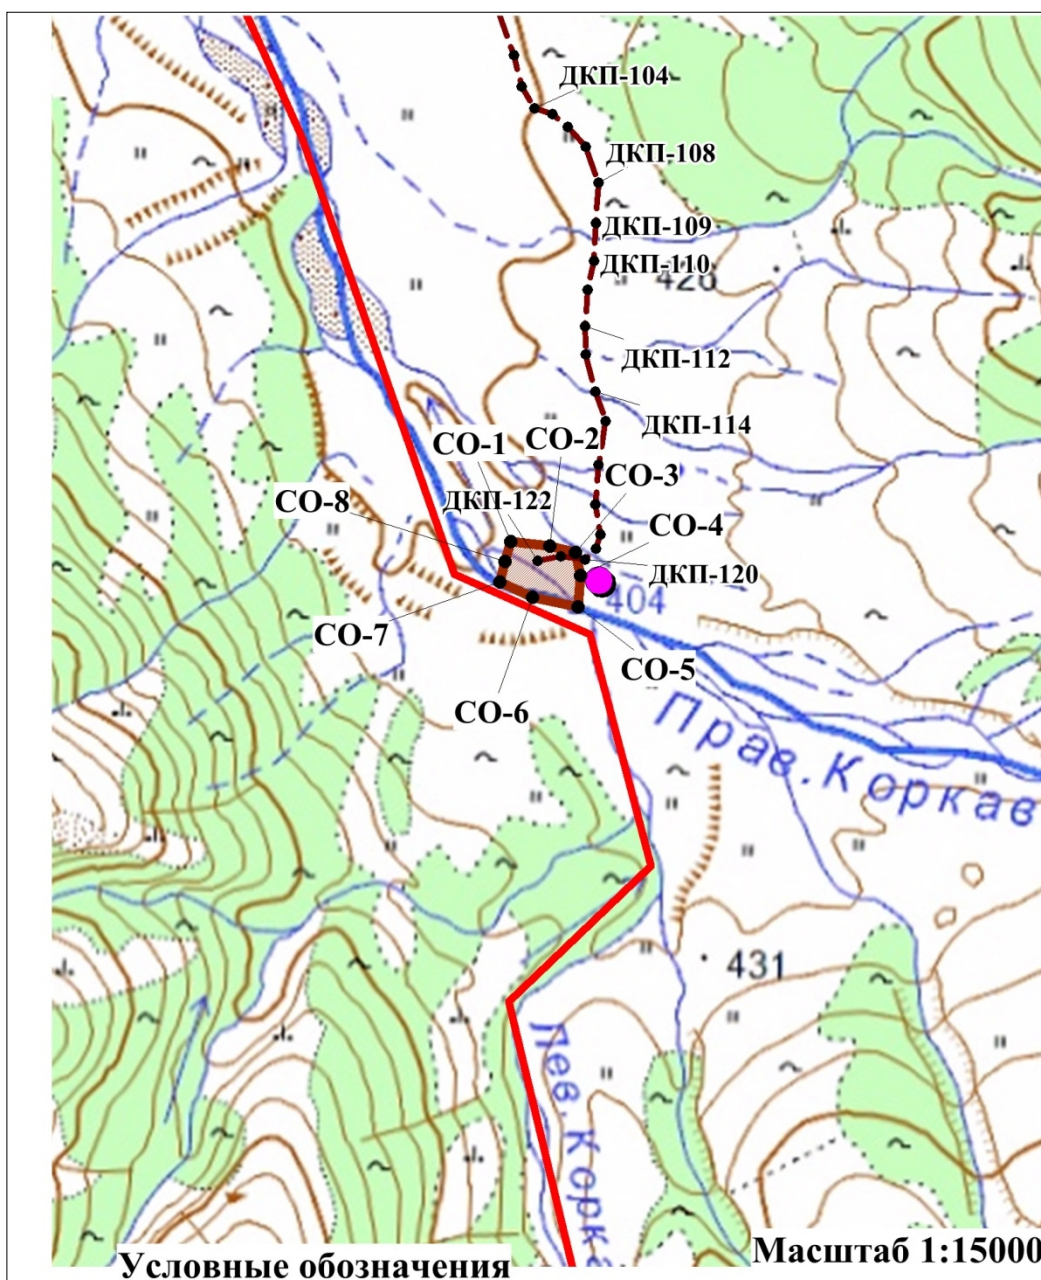 ДКП-104
ДКП-108
ДКП-109
ДКП-110
426
ДКП-112
ДКП-114
СО-1
СО-2
СО-3
СО-8
ДКП-122
СО-4
ДКП-120
404
СО-7
СО-5
СО-6
Прав. Коркав
431
Лев. Корка
Условные обозначения
Масштаб 1:15000